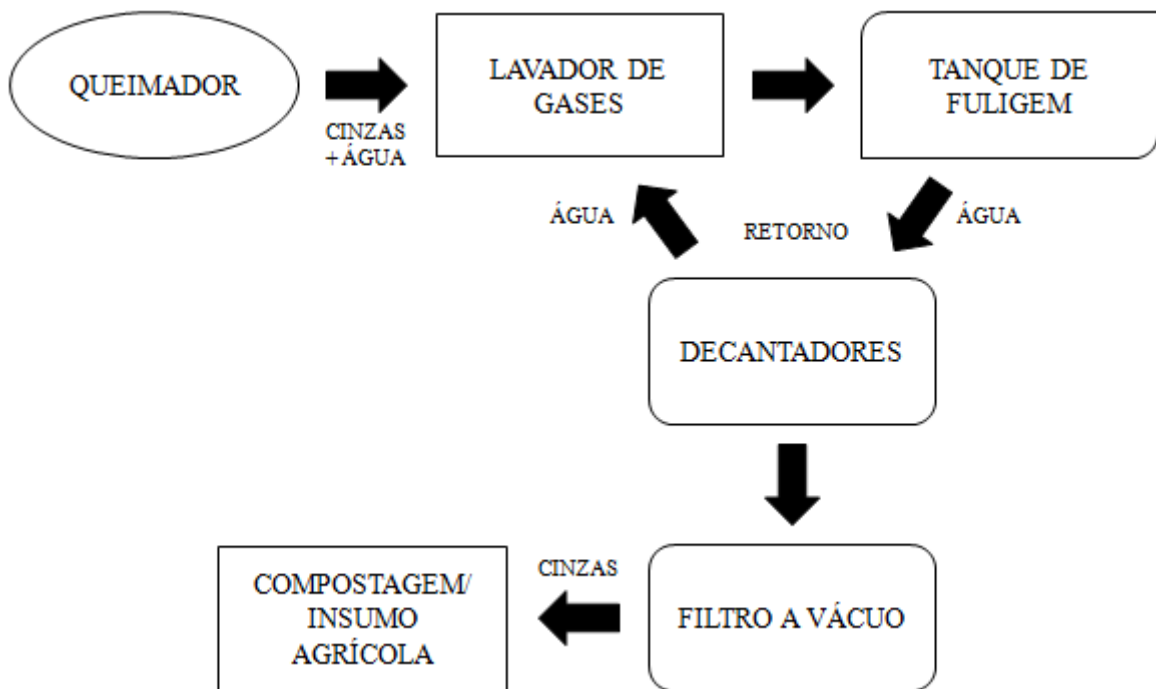 QUEIMADOR
CINZAS
+ ÁGUA
LAVADOR DE
GASES
TANQUE DE
FULIGEM
ÁGUA
RETORNO
ÁGUA
DECANTADORES
COMPOSTAGEM/
INSUMO
AGRÍCOLA
CINZAS
FILTRO A VÁCUO